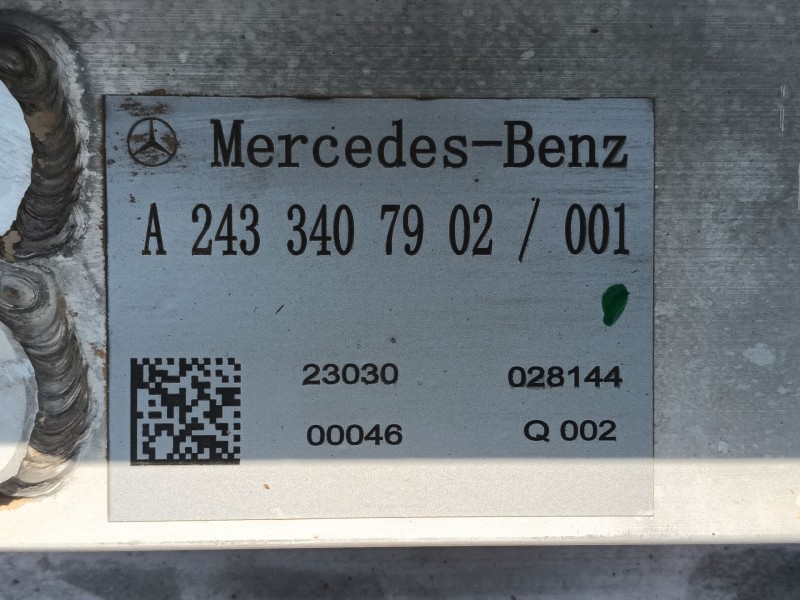 Mercedes-Benz
A 243 340 79 02 / 001
23030 028144
00046 Q 002